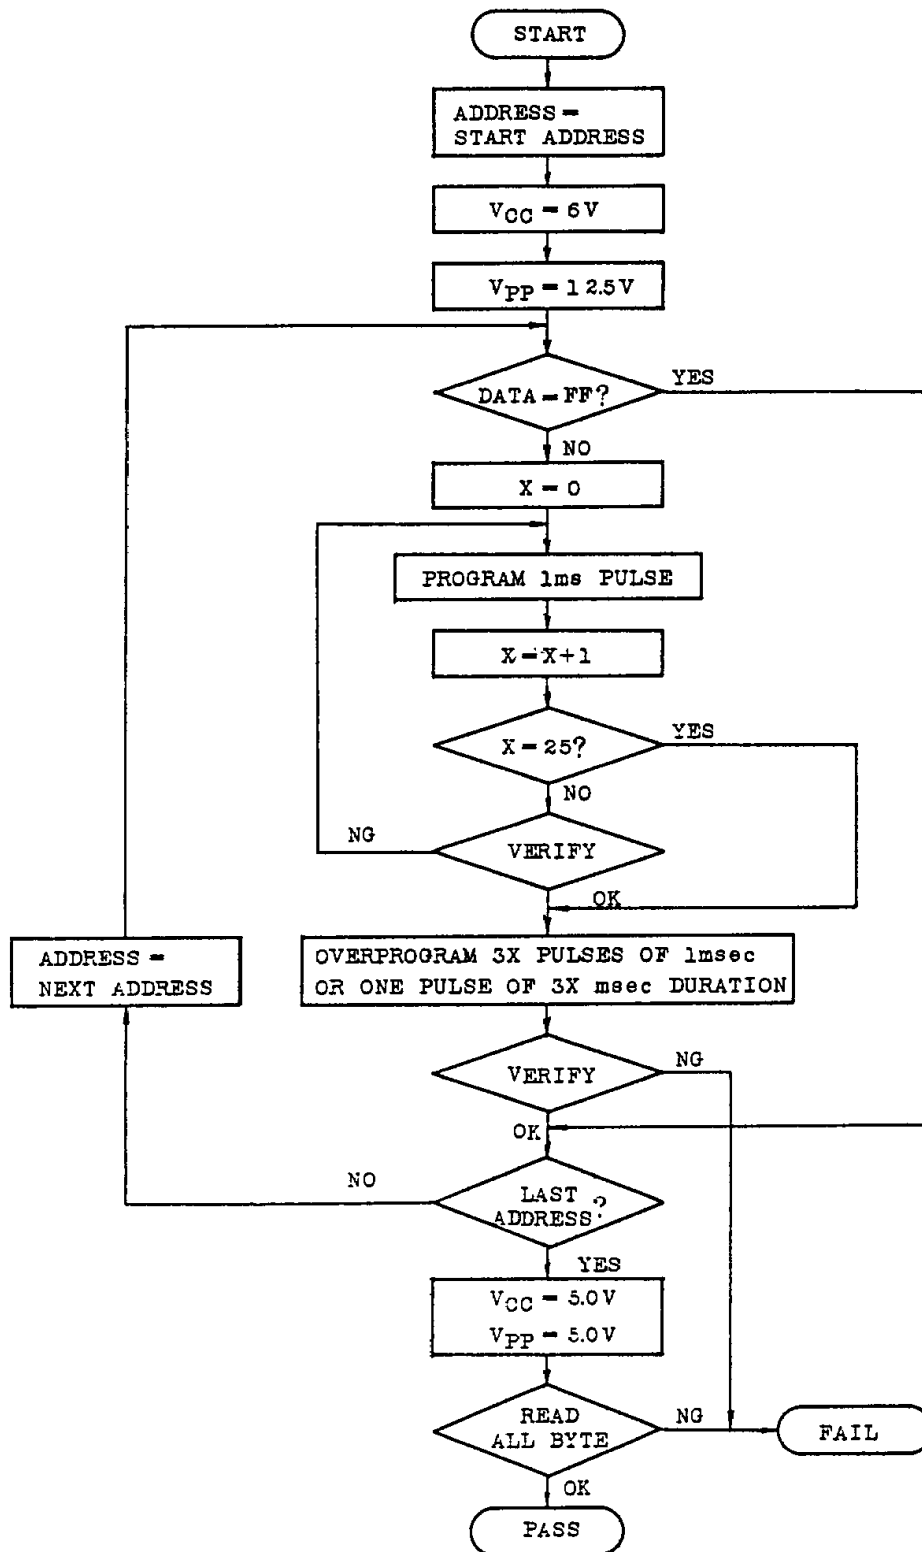 START
ADDRESS =
START ADDRESS
VCC = 6V
VPP = 12.5V
DATA = FF?
YES
NO
X = 0
PROGRAM 1ms PULSE
X = X+1
X = 25?
YES
NO
VERIFY
NG
OK
ADDRESS =
NEXT ADDRESS
OVERPROGRAM 3X PULSES OF 1msec
OR ONE PULSE OF 3X msec DURATION
VERIFY
NG
OK
LAST
ADDRESS?
NO
YES
VCC = 5.0V
VPP = 5.0V
READ
ALL BYTE
NG
FAIL
OK
PASS